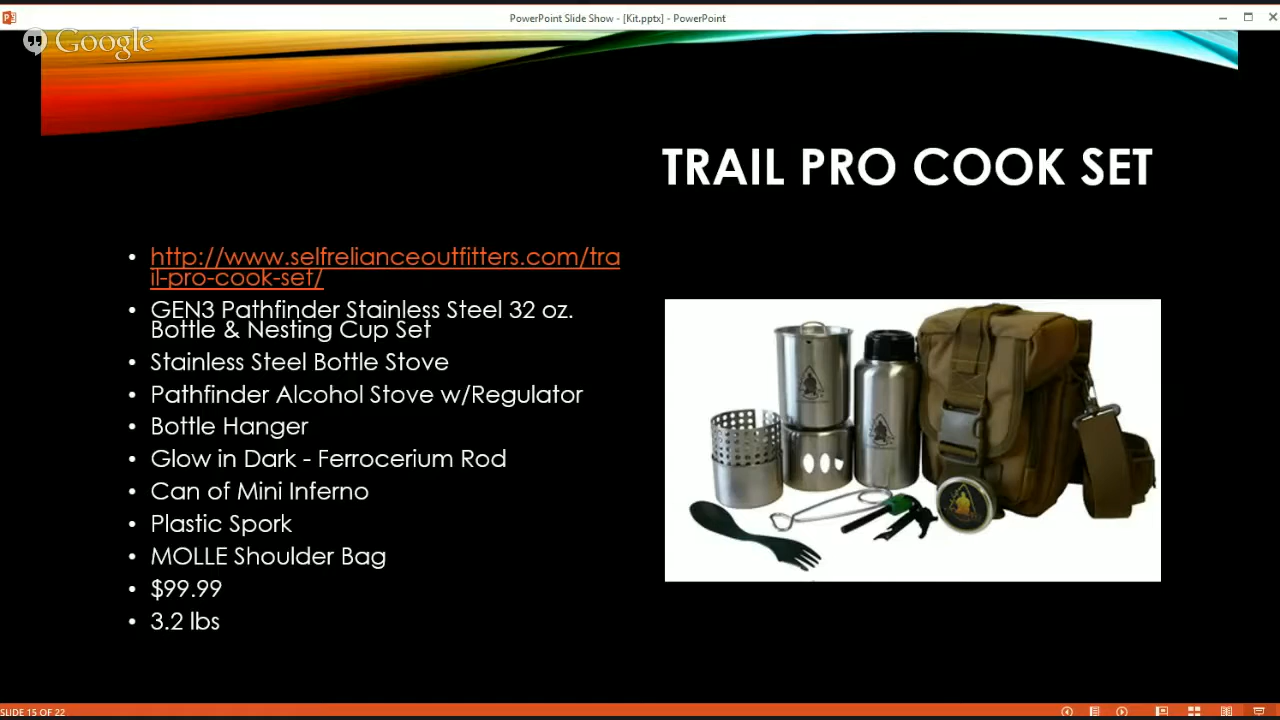 PowerPoint Slide Show - [Kit.pptx] - PowerPoint
Google
TRAIL PRO COOK SET
• http://www.selfrelianceoutfitters.com/tra
il-pro-cook-set/
• GEN3 Pathfinder Stainless Steel 32 oz.
Bottle & Nesting Cup Set
• Stainless Steel Bottle Stove
• Pathfinder Alcohol Stove w/Regulator
• Bottle Hanger
• Glow in Dark - Ferrocerium Rod
• Can of Mini Inferno
• Plastic Spork
• MOLLE Shoulder Bag
• $99.99
• 3.2 lbs
SLIDE 15 OF 22